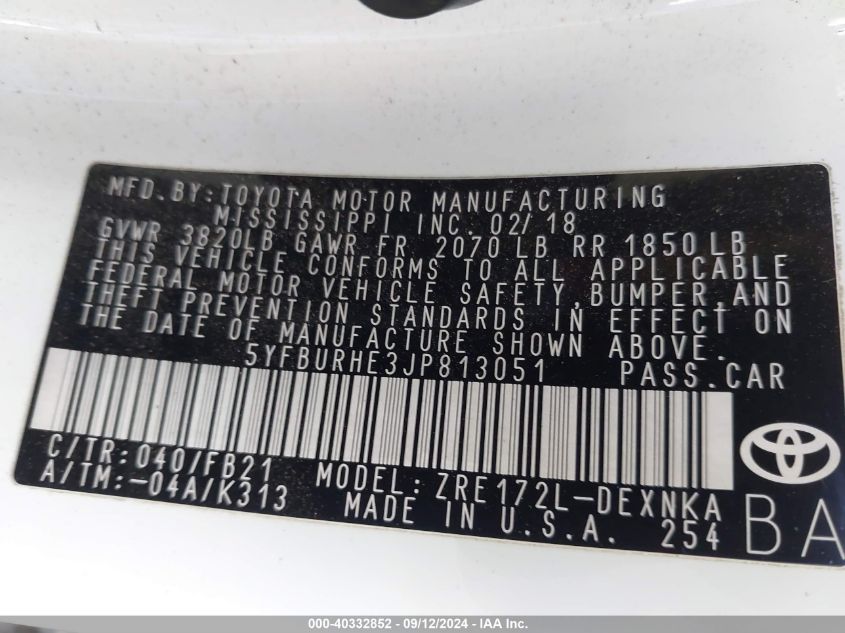 MFD.BY:TOYOTA MOTOR MANUFACTURING
MISSISSIPPI INC. 02/18
GVWR 3820LB GAWR FR 2070 LB RR 1850 LB
THIS VEHICLE CONFORMS TO ALL APPLICABLE
FEDERAL MOTOR VEHICLE SAFETY,BUMPER,AND
THEFT PREVENTION STANDARDS IN EFFECT ON
THE DATE OF MANUFACTURE SHOWN ABOVE.
5YFBURHE3JP813051 PASS.CAR
C/TR:040/FB21 MODEL:ZRE172L-DEXNKA
A/TM:-04A/K313 MADE IN U.S.A. 254 BA
000-40332852 - 09/12/2024 - IAA Inc.